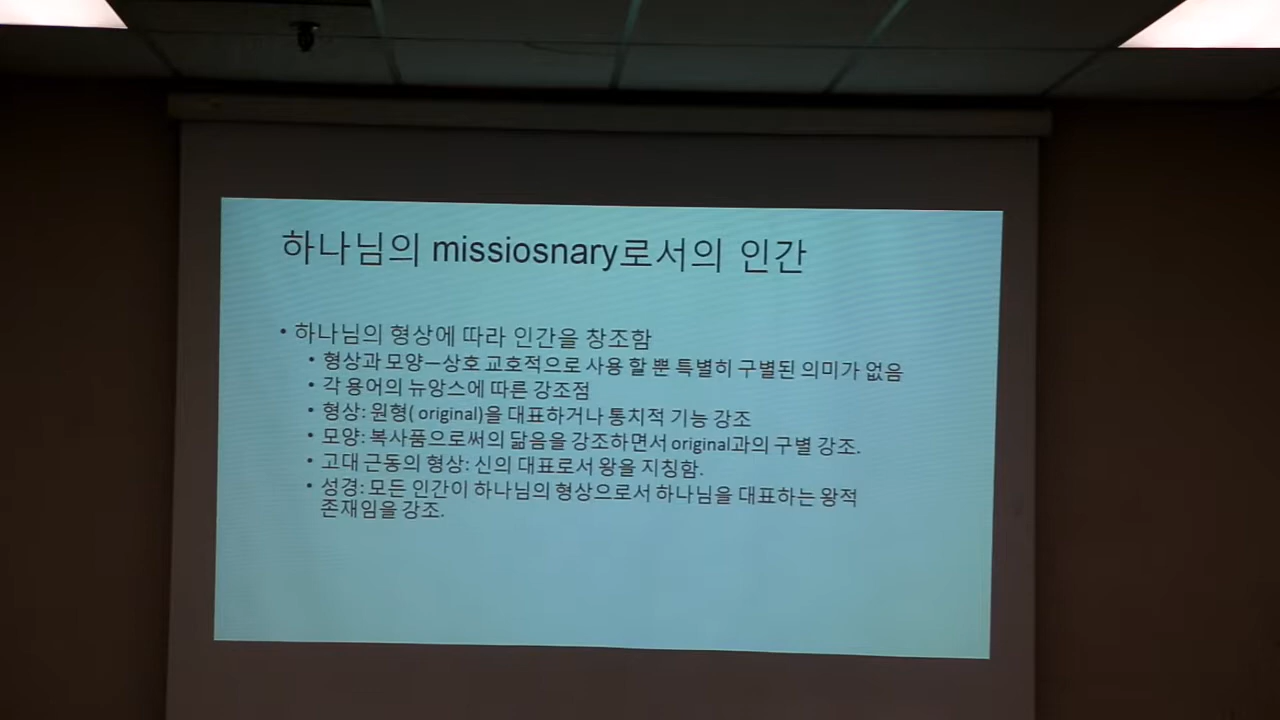 하나님의 missiosnary로서의 인간
• 하나님의 형상에 따라 인간을 창조함
• 형상과 모양–상호 교호적으로 사용 할 뿐 특별히 구별된 의미가 없음
• 각 용어의 뉴앙스에 따른 강조점
• 형상: 원형( original)을 대표하거나 통치적 기능 강조
• 모양: 복사품으로써의 닮음을 강조하면서 original과의 구별 강조.
• 고대 근동의 형상: 신의 대표로서 왕을 지칭함.
• 성경: 모든 인간이 하나님의 형상으로서 하나님을 대표하는 왕적
존재임을 강조.